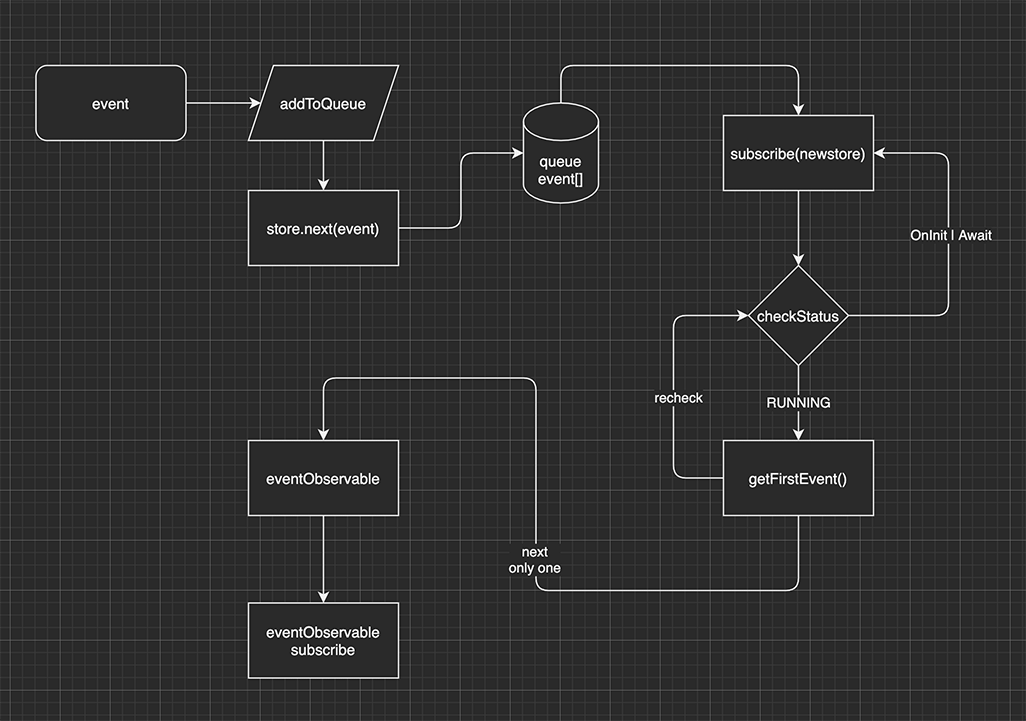 event
addToQueue
store.next(event)
queue
event[]
subscribe(newstore)
OnInit | Await
checkStatus
recheck
RUNNING
getFirstEvent()
next
only one
eventObservable
eventObservable
subscribe